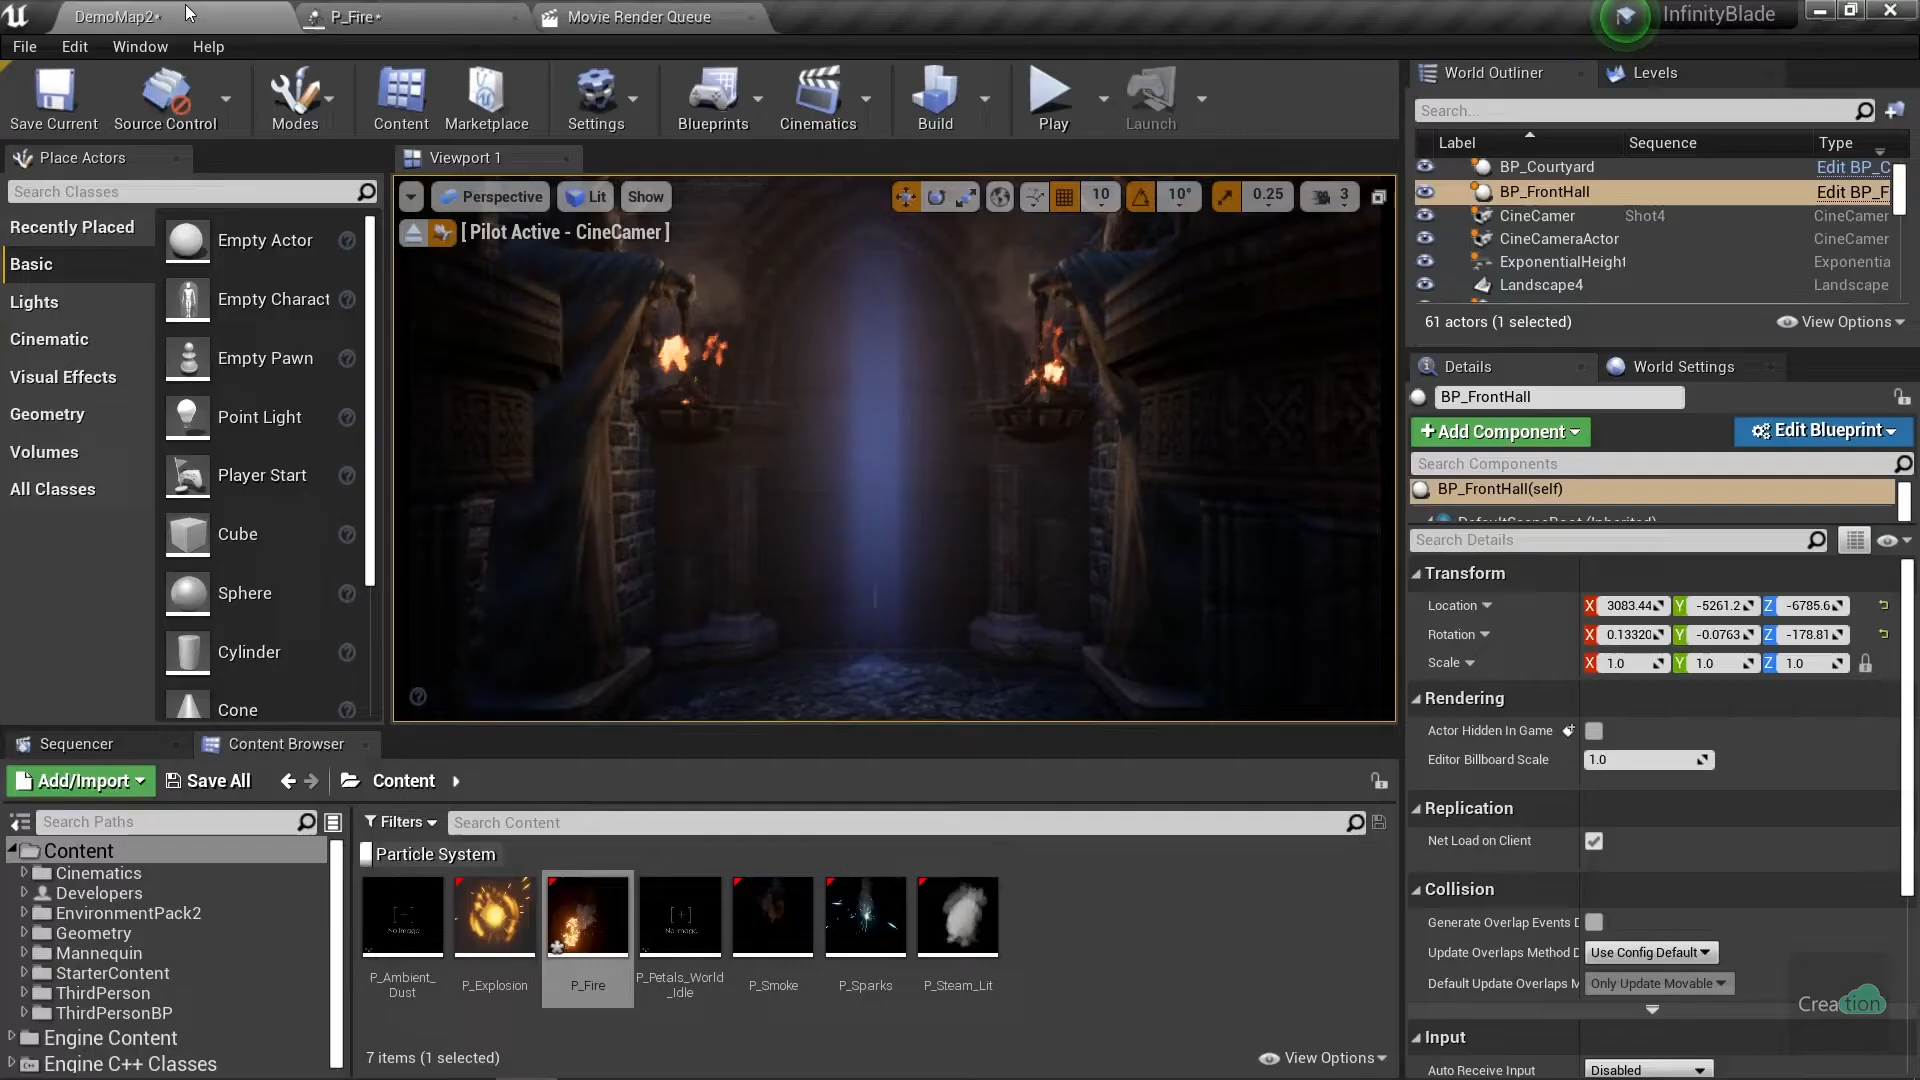 DemoMap2*
P_Fire*
Movie Render Queue
InfinityBlade
File
Edit
Window
Help
Save Current
Source Control
Modes
Content
Marketplace
Settings
Blueprints
Cinematics
Build
Play
Launch
Place Actors
Search Classes
Recently Placed
Basic
Lights
Cinematic
Visual Effects
Geometry
Volumes
All Classes
Empty Actor
Empty Charact
Empty Pawn
Point Light
Player Start
Cube
Sphere
Cylinder
Cone
Viewport 1
Perspective
Lit
Show
10
10°
0.25
3
[ Pilot Active - CineCamer ]
World Outliner
Levels
Search...
Label
Sequence
Type
BP_Courtyard
Edit BP_C
BP_FrontHall
Edit BP_F
CineCamer
Shot4
CineCamer
CineCameraActor
CineCamer
ExponentialHeight
Exponentia
Landscape4
Landscape
61 actors (1 selected)
View Options
Details
World Settings
BP_FrontHall
+Add Component
Edit Blueprint
Search Components
BP_FrontHall(self)
DefaultSceneRoot (Inherited)
Search Details
Transform
Location
X 3083.44 Y -5261.2 Z -6785.6
Rotation
X 0.13320 Y -0.0763 Z -178.81
Scale
X 1.0 Y 1.0 Z 1.0
Rendering
Actor Hidden In Game
Editor Billboard Scale
1.0
Replication
Net Load on Client
Collision
Generate Overlap Events D
Update Overlaps Method D
Use Config Default
Default Update Overlaps M
Only Update Movable
Input
Auto Receive Input
Disabled
Creation
Sequencer
Content Browser
Add/Import
Save All
Content
Search Paths
Content
Cinematics
Developers
EnvironmentPack2
Geometry
Mannequin
StarterContent
ThirdPerson
ThirdPersonBP
Engine Content
Engine C++ Classes
Filters
Search Content
Particle System
No Image
No Image
P_Ambient_
Dust
P_Explosion
P_Fire
P_Petals_World
_Idle
P_Smoke
P_Sparks
P_Steam_Lit
7 items (1 selected)
View Options